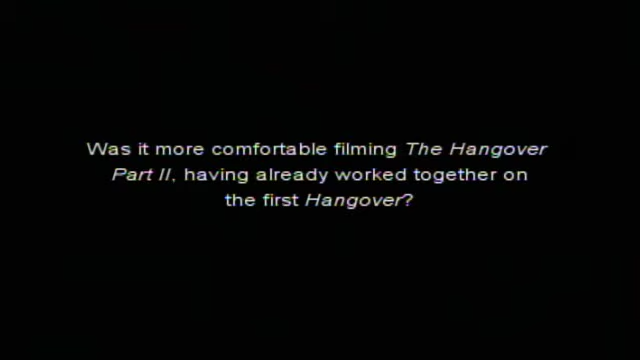 Was it more comfortable filming The Hangover
Part II, having already worked together on
the first Hangover?